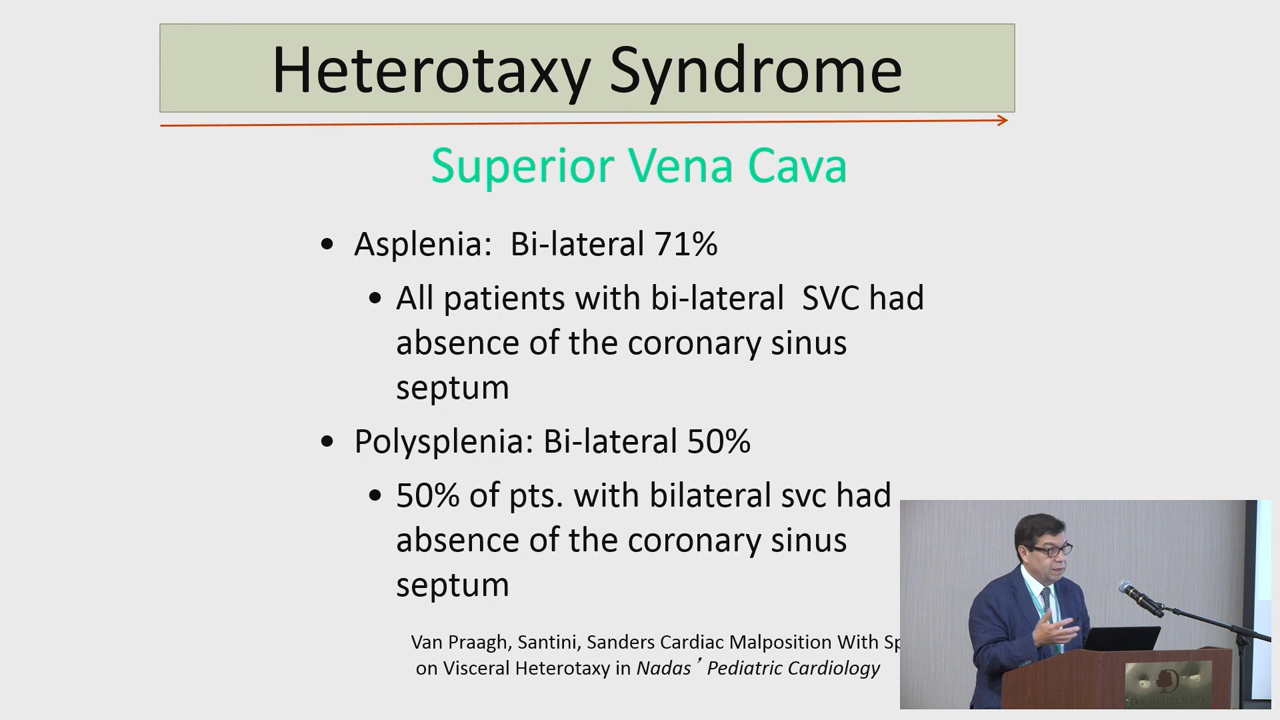 Heterotaxy Syndrome
Superior Vena Cava
• Asplenia: Bi-lateral 71%
• All patients with bi-lateral SVC had
absence of the coronary sinus
septum
• Polysplenia: Bi-lateral 50%
• 50% of pts. with bilateral svc had
absence of the coronary sinus
septum
Van Praagh, Santini, Sanders Cardiac Malposition With
on Visceral Heterotaxy in Nadas’ Pediatric Cardiology